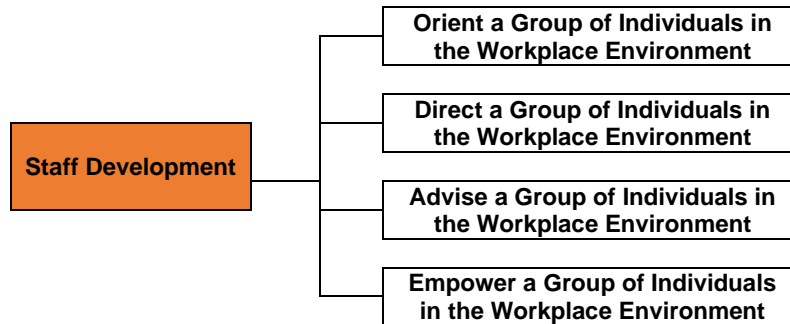 Orient a Group of Individuals in
the Workplace Environment
Direct a Group of Individuals in
the Workplace Environment
Staff Development
Advise a Group of Individuals in
the Workplace Environment
Empower a Group of Individuals
in the Workplace Environment